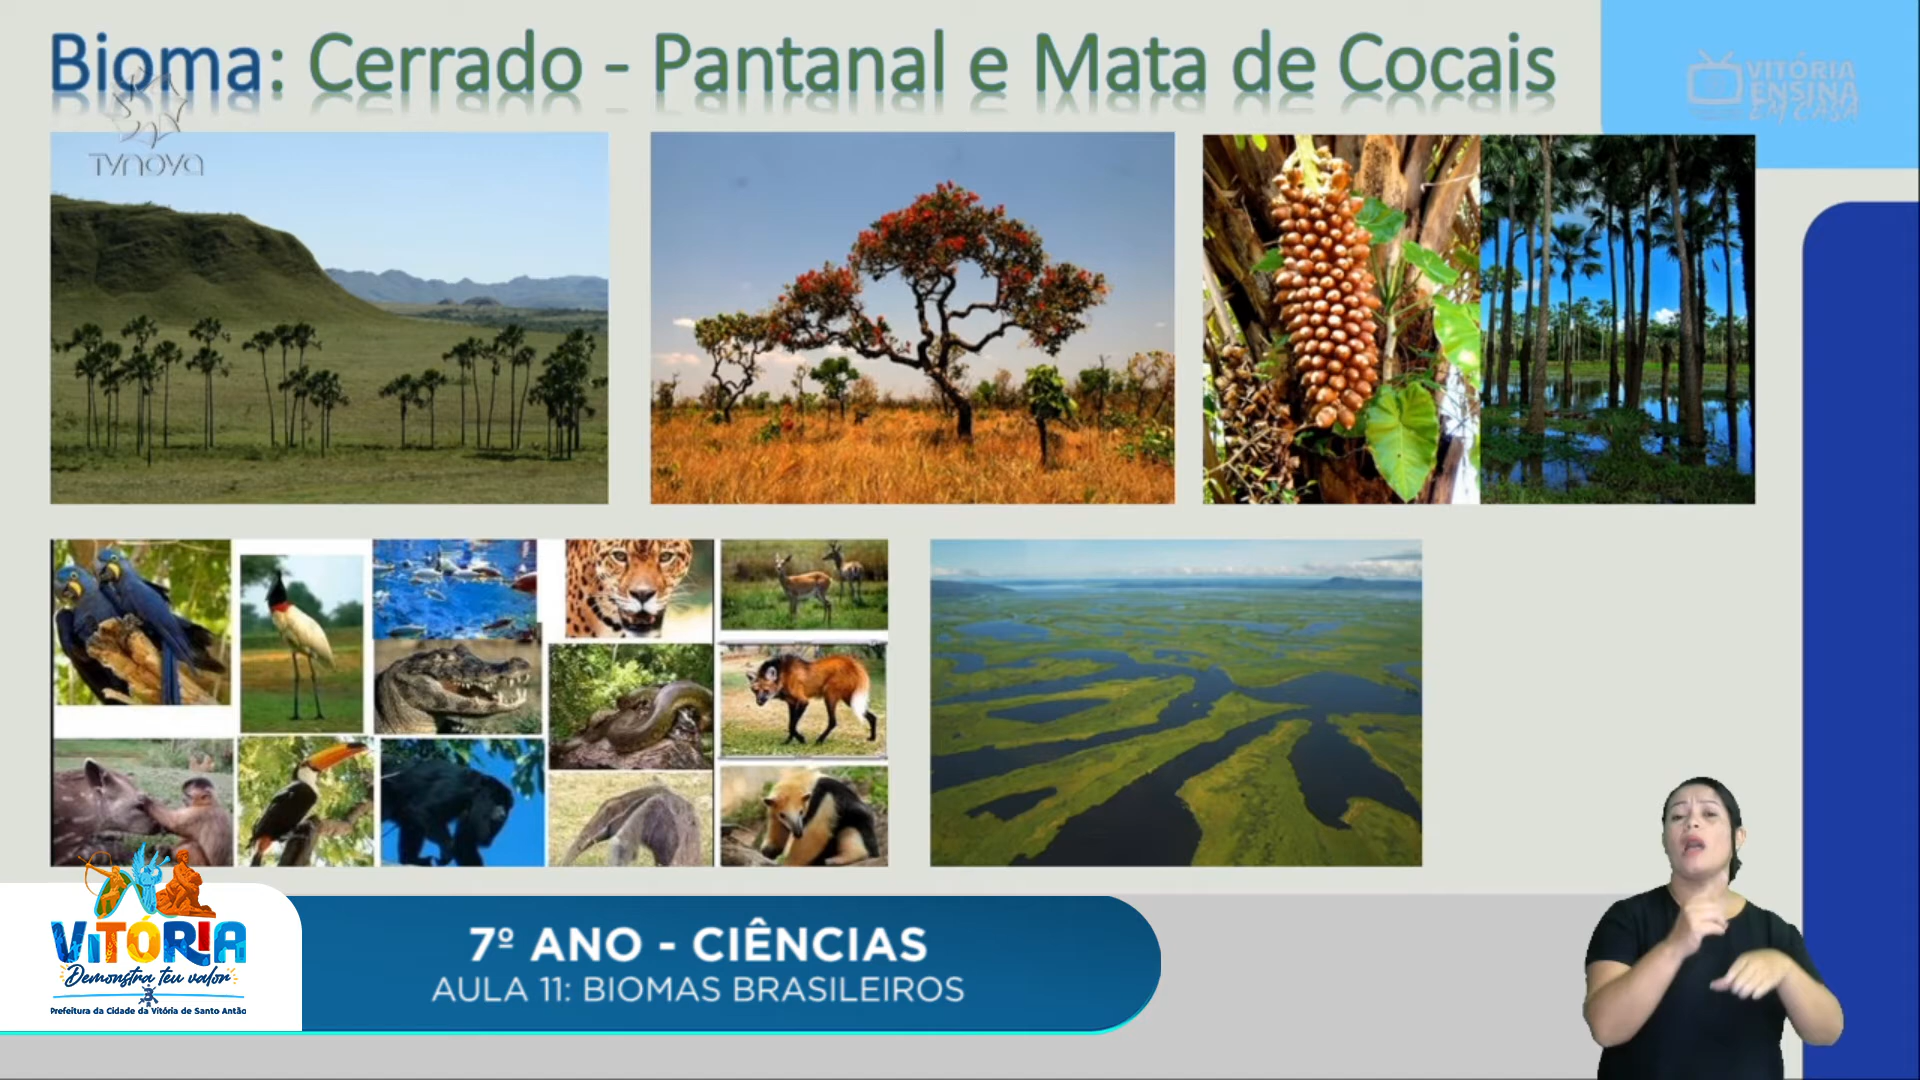 Bioma: Cerrado - Pantanal e Mata de Cocais
TVNOVA
VITÓRIA
ENSINA
EM CASA
7º ANO - CIÊNCIAS
AULA 11: BIOMAS BRASILEIROS
VITÓRIA
Demonstra teu valor
Prefeitura da Cidade da Vitória de Santo Antão